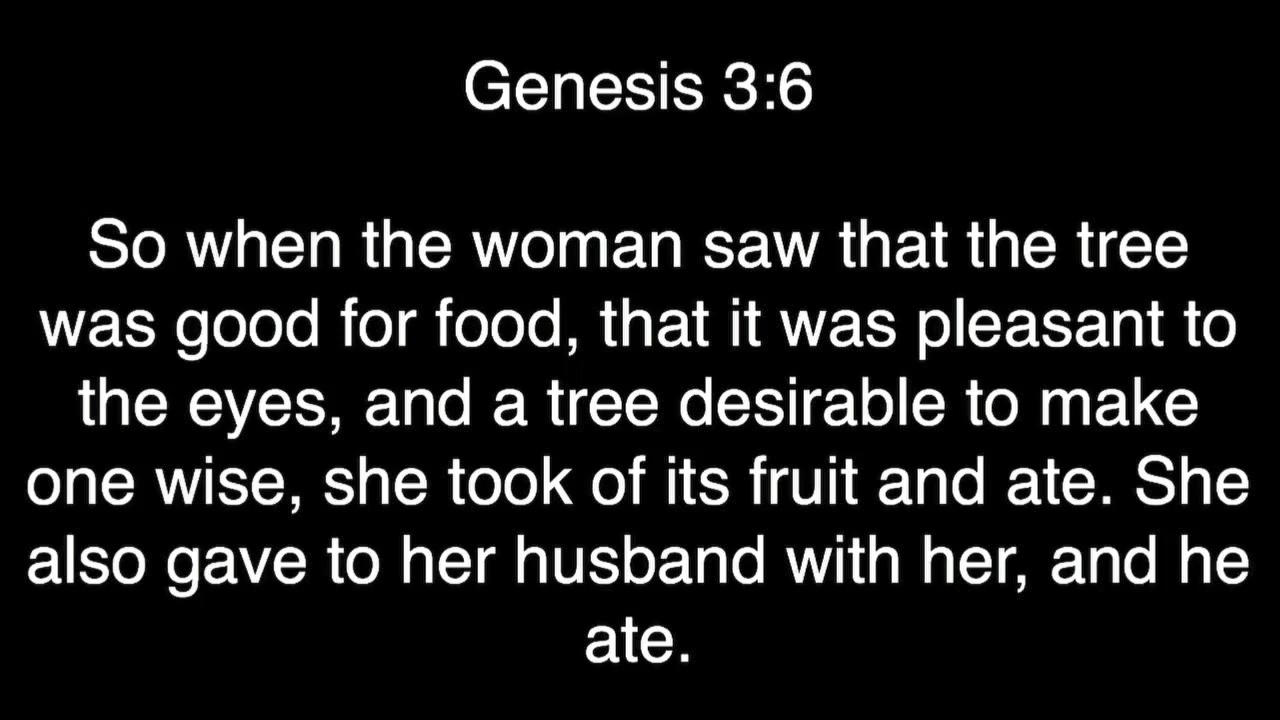 Genesis 3:6
So when the woman saw that the tree
was good for food, that it was pleasant to
the eyes, and a tree desirable to make
one wise, she took of its fruit and ate. She
also gave to her husband with her, and he
ate.